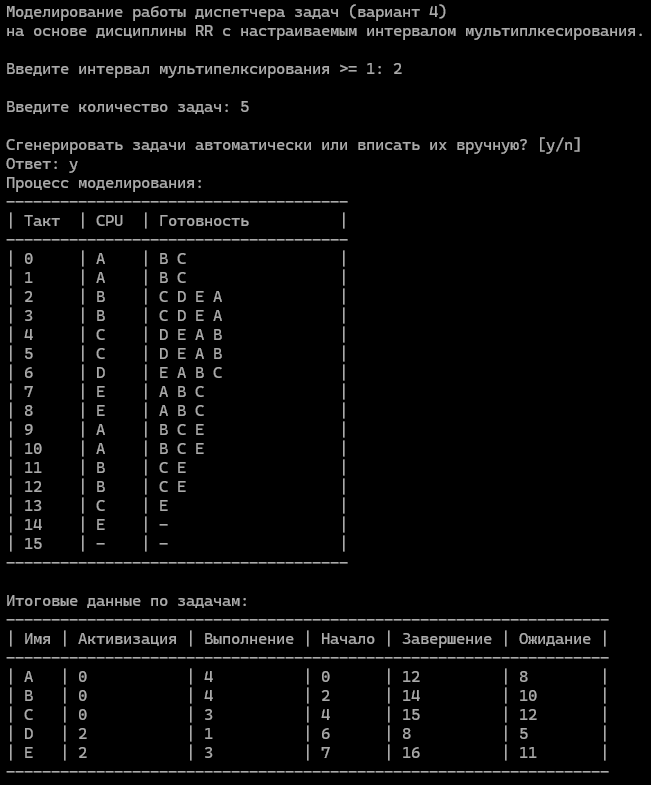 Моделирование работы диспетчера задач (вариант 4)
на основе дисциплины RR с настраиваемым интервалом мультиплкесирования.
Введите интервал мультипелксирования >= 1: 2
Введите количество задач: 5
Сгенерировать задачи автоматически или вписать их вручную? [y/n]
Ответ: y
Процесс моделирования:
--------------------------------------
| Такт | CPU | Готовность |
--------------------------------------
| 0 | A | B C |
| 1 | A | B C |
| 2 | B | C D E A |
| 3 | B | C D E A |
| 4 | C | D E A B |
| 5 | C | D E A B |
| 6 | D | E A B C |
| 7 | E | A B C |
| 8 | E | A B C |
| 9 | A | B C E |
| 10 | A | B C E |
| 11 | B | C E |
| 12 | B | C E |
| 13 | C | E |
| 14 | E | - |
| 15 | - | - |
--------------------------------------
Итоговые данные по задачам:
-------------------------------------------------------------------
| Имя | Активизация | Выполнение | Начало | Завершение | Ожидание |
-------------------------------------------------------------------
| A | 0 | 4 | 0 | 12 | 8 |
| B | 0 | 4 | 2 | 14 | 10 |
| C | 0 | 3 | 4 | 15 | 12 |
| D | 2 | 1 | 6 | 8 | 5 |
| E | 2 | 3 | 7 | 16 | 11 |
-------------------------------------------------------------------